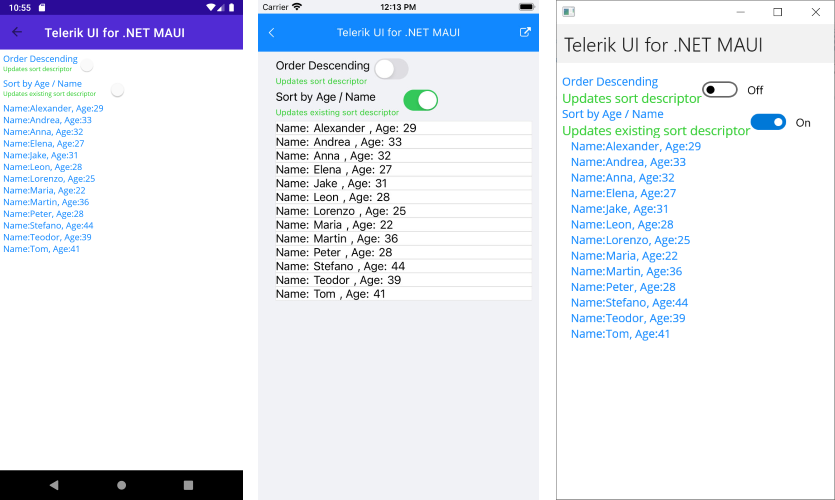 10:55
Telerik UI for .NET MAUI
Order Descending
Updates sort descriptor
Sort by Age / Name
Updates existing sort descriptor
Name:Alexander, Age:29
Name:Andrea, Age:33
Name:Anna, Age:32
Name:Elena, Age:27
Name:Jake, Age:31
Name:Leon, Age:28
Name:Lorenzo, Age:25
Name:Maria, Age:22
Name:Martin, Age:36
Name:Peter, Age:28
Name:Stefano, Age:44
Name:Teodor, Age:39
Name:Tom, Age:41
Carrier 12:13 PM
Telerik UI for .NET MAUI
Order Descending
Updates sort descriptor
Sort by Age / Name
Updates existing sort descriptor
Name: Alexander , Age: 29
Name: Andrea , Age: 33
Name: Anna , Age: 32
Name: Elena , Age: 27
Name: Jake , Age: 31
Name: Leon , Age: 28
Name: Lorenzo , Age: 25
Name: Maria , Age: 22
Name: Martin , Age: 36
Name: Peter , Age: 28
Name: Stefano , Age: 44
Name: Teodor , Age: 39
Name: Tom , Age: 41
Telerik UI for .NET MAUI
Order Descending
Updates sort descriptor Off
Sort by Age / Name
Updates existing sort descriptor On
Name:Alexander, Age:29
Name:Andrea, Age:33
Name:Anna, Age:32
Name:Elena, Age:27
Name:Jake, Age:31
Name:Leon, Age:28
Name:Lorenzo, Age:25
Name:Maria, Age:22
Name:Martin, Age:36
Name:Peter, Age:28
Name:Stefano, Age:44
Name:Teodor, Age:39
Name:Tom, Age:41